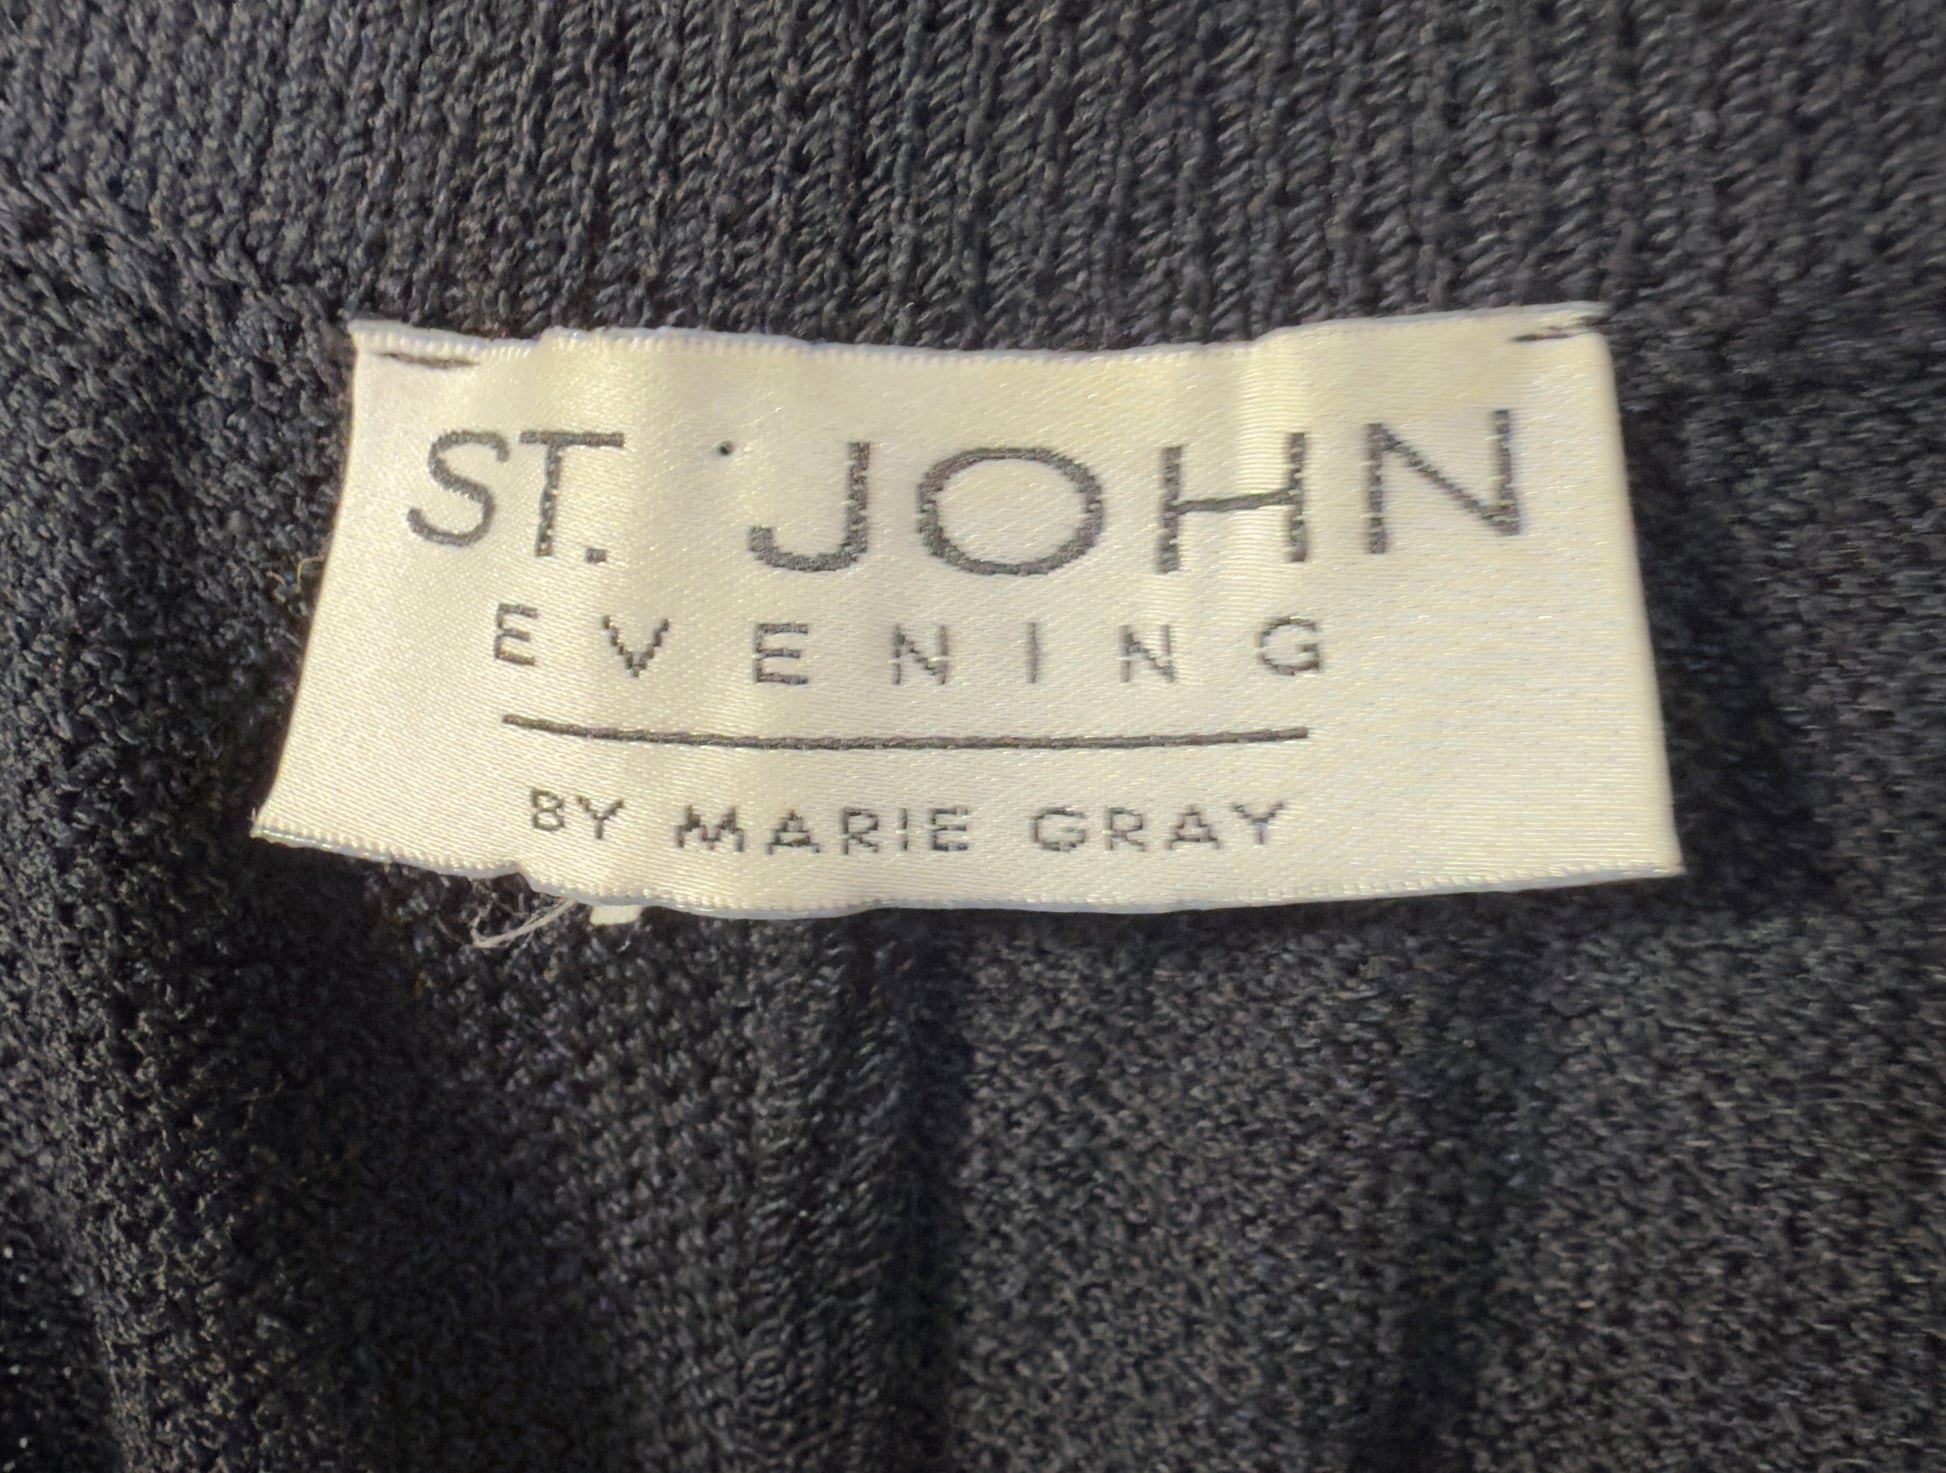 ST. JOHN
EVENING
BY MARIE GRAY